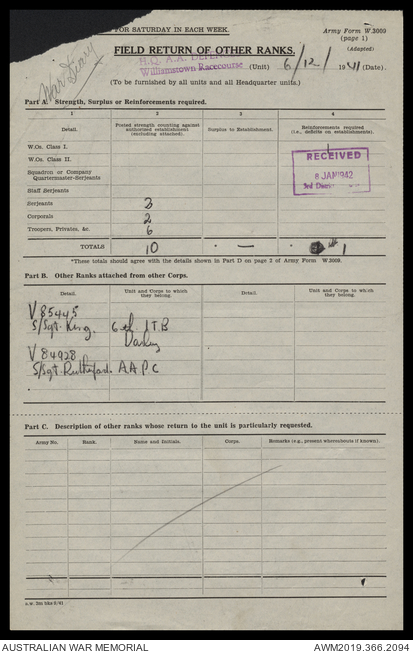 FOR SATURDAY IN EACH WEEK.
Army Form W.3009
(page 1)
(Adapted)
War Diary
FIELD RETURN OF OTHER RANKS.
H.Q. A.A. DEFENCE
Williamstown Racecourse (Unit) 6/12/1941 (Date).
(To be furnished by all units and all Headquarter units.)
Part A. Strength, Surplus or Reinforcements required.
1 2 3 4
Detail. Posted strength counting against authorized establishment (excluding attached). Surplus to Establishment. Reinforcements required (i.e., deficits on establishments).
W.Os. Class I. 1
W.Os. Class II.
Squadron or Company Quartermaster-Serjeants
Staff Serjeants
Serjeants 2
Corporals 2
Troopers, Privates, &c. 6
TOTALS 10 — 1
RECEIVED
8 JAN 1942
3rd District
*These totals should agree with the details shown in Part D on page 2 of Army Form W.3009.
Part B. Other Ranks attached from other Corps.
Detail. Unit and Corps to which they belong. Detail. Unit and Corps to which they belong.
V85445
S/Sgt. King. 6th I.T.B
Darley
V84928
S/Sgt. Rutherford. A A P C
Part C. Description of other ranks whose return to the unit is particularly requested.
Army No. Rank. Name and Initials. Corps. Remarks (e.g., present whereabouts if known).
AUSTRALIAN WAR MEMORIAL
AWM2019.366.2094